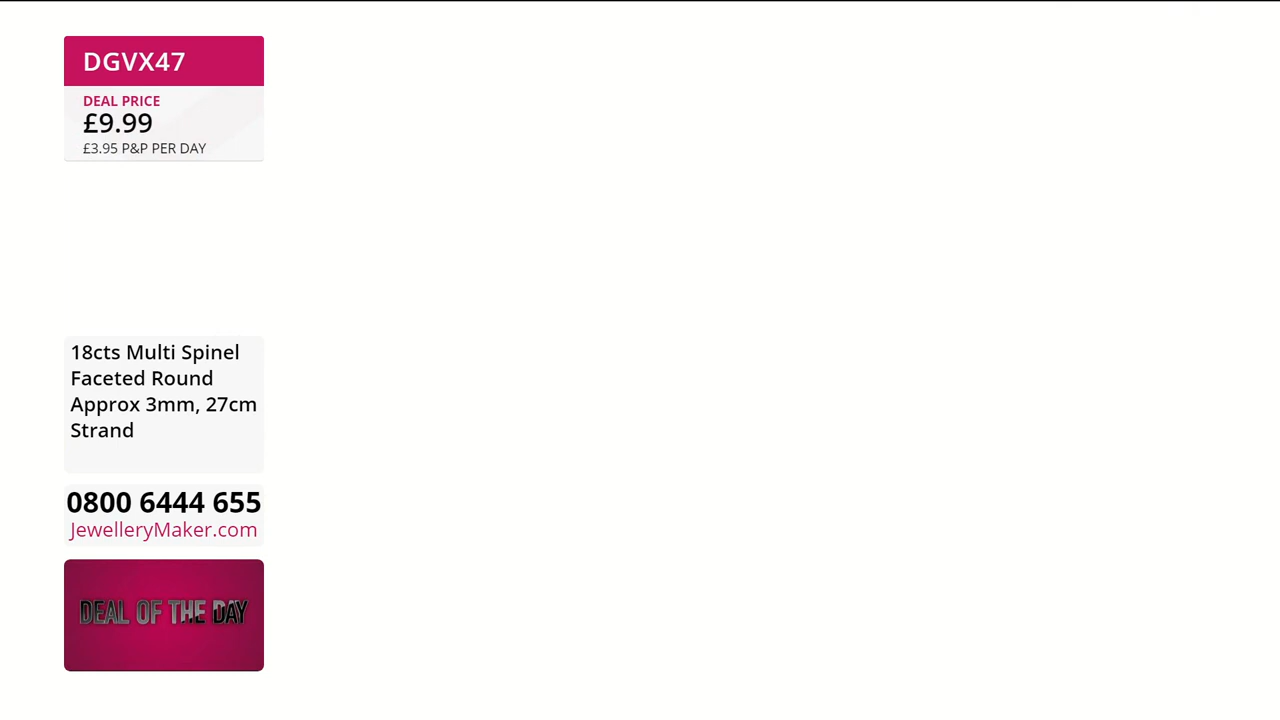 DGVX47
DEAL PRICE
£9.99
£3.95 P&P PER DAY
18cts Multi Spinel
Faceted Round
Approx 3mm, 27cm
Strand
0800 6444 655
JewelleryMaker.com
DEAL OF THE DAY